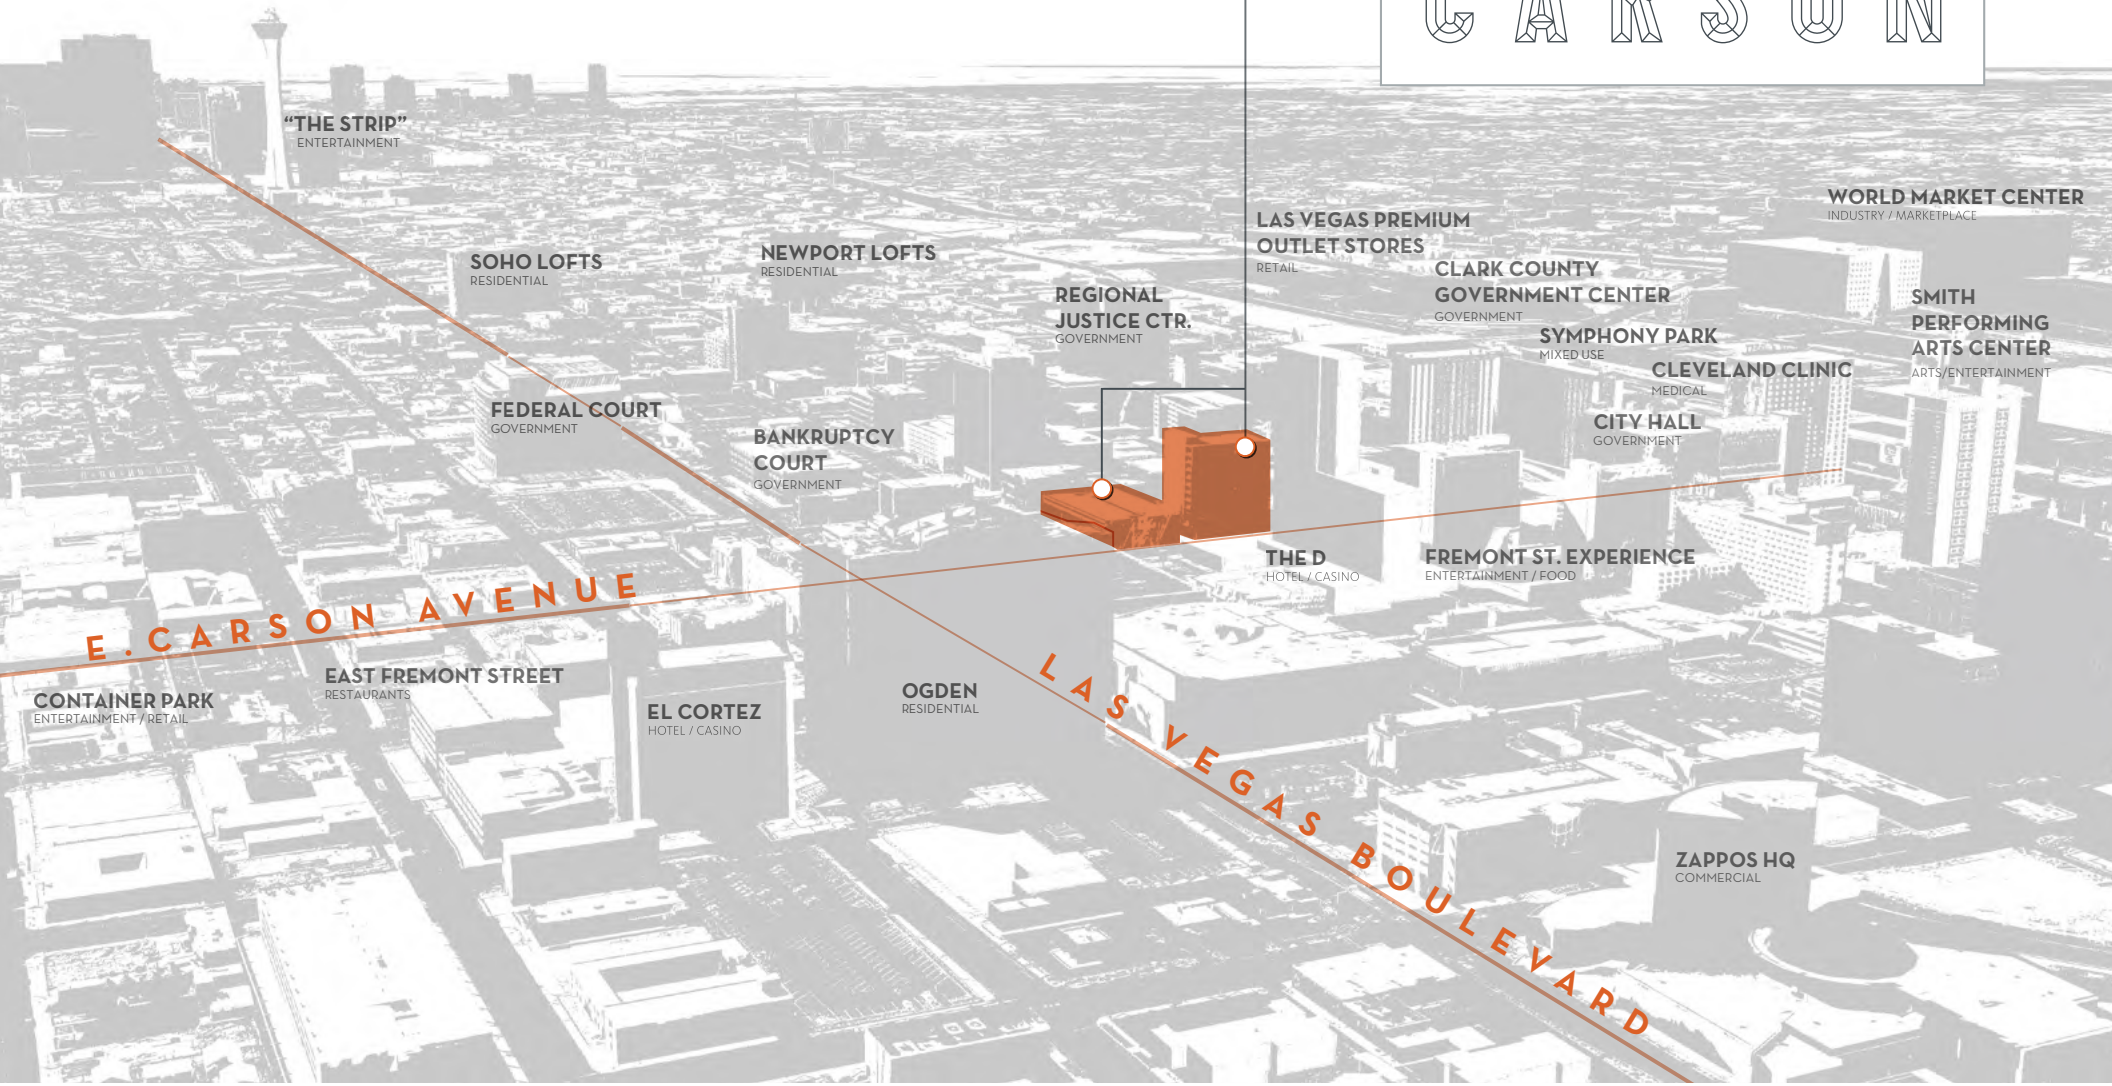 CARSON
“THE STRIP”
ENTERTAINMENT
WORLD MARKET CENTER
INDUSTRY / MARKETPLACE
LAS VEGAS PREMIUM
OUTLET STORES
RETAIL
SOHO LOFTS
RESIDENTIAL
NEWPORT LOFTS
RESIDENTIAL
CLARK COUNTY
GOVERNMENT CENTER
GOVERNMENT
REGIONAL
JUSTICE CTR.
GOVERNMENT
SMITH
PERFORMING
ARTS CENTER
ARTS/ENTERTAINMENT
SYMPHONY PARK
MIXED USE
CLEVELAND CLINIC
MEDICAL
FEDERAL COURT
GOVERNMENT
CITY HALL
GOVERNMENT
BANKRUPTCY
COURT
GOVERNMENT
THE D
HOTEL / CASINO
FREMONT ST. EXPERIENCE
ENTERTAINMENT / FOOD
E. CARSON AVENUE
EAST FREMONT STREET
RESTAURANTS
CONTAINER PARK
ENTERTAINMENT / RETAIL
EL CORTEZ
HOTEL / CASINO
OGDEN
RESIDENTIAL
LAS VEGAS BOULEVARD
ZAPPOS HQ
COMMERCIAL